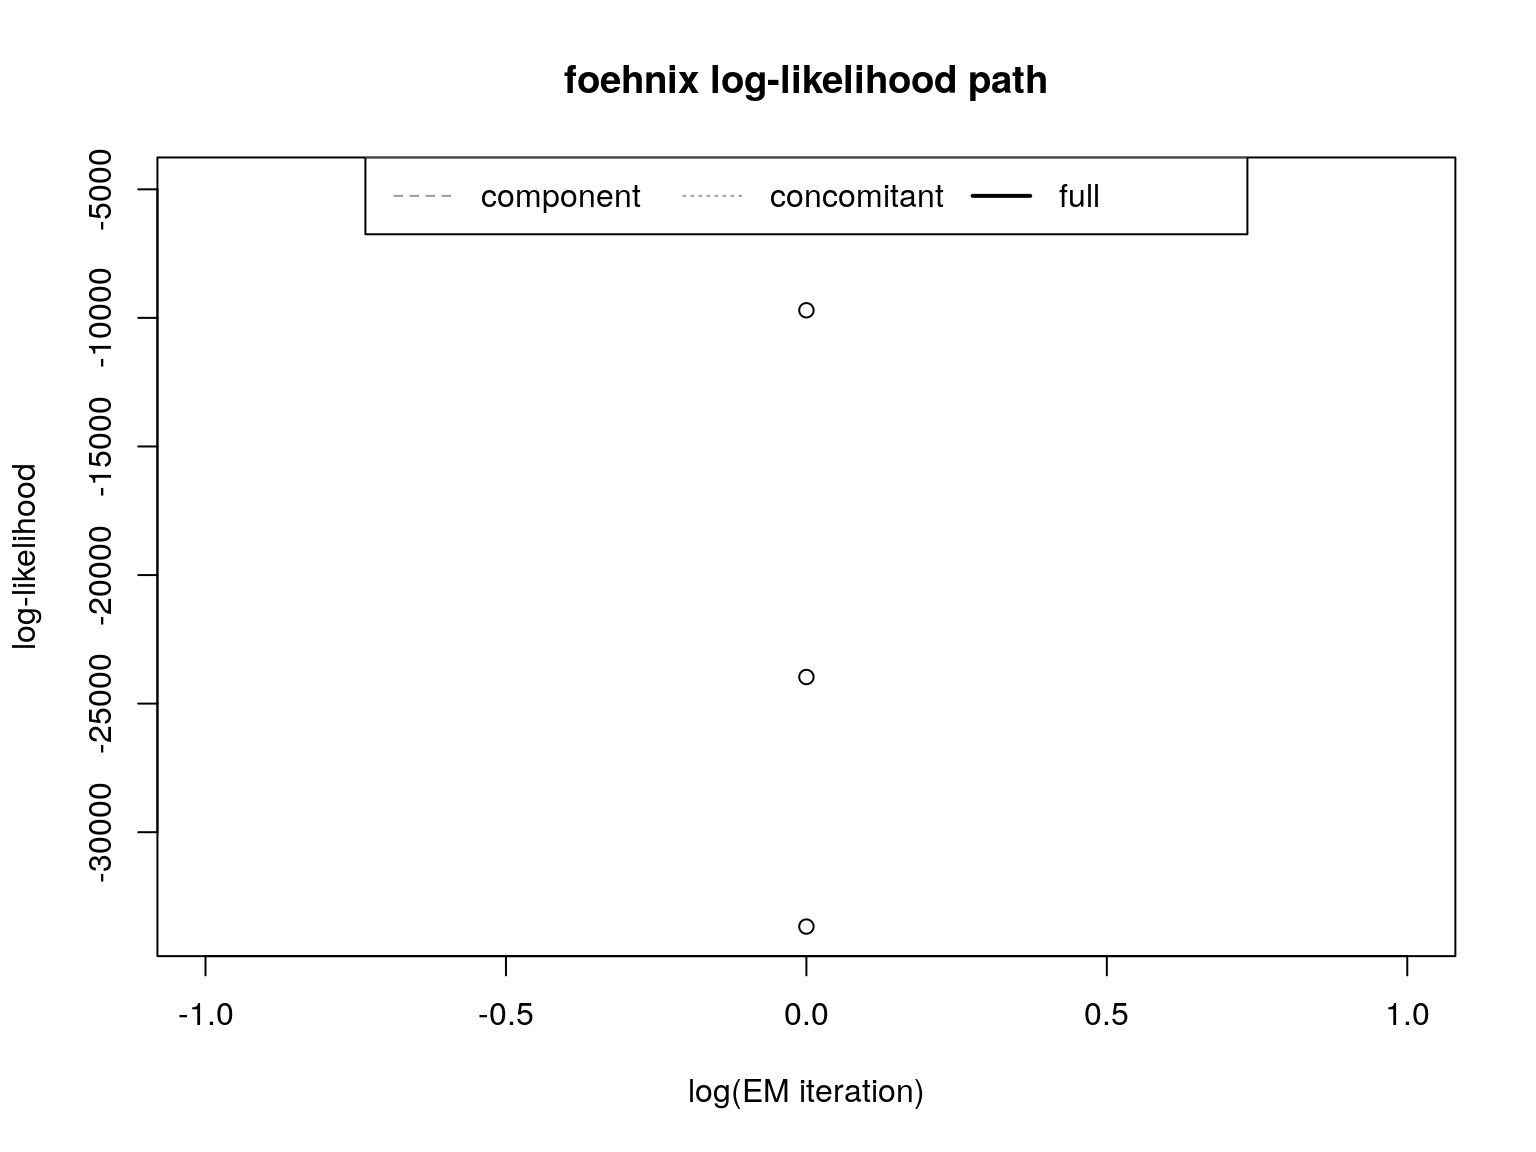 foehnix log-likelihood path
component concomitant full
log-likelihood
-5000
-10000
-15000
-20000
-25000
-30000
-1.0 -0.5 0.0 0.5 1.0
log(EM iteration)